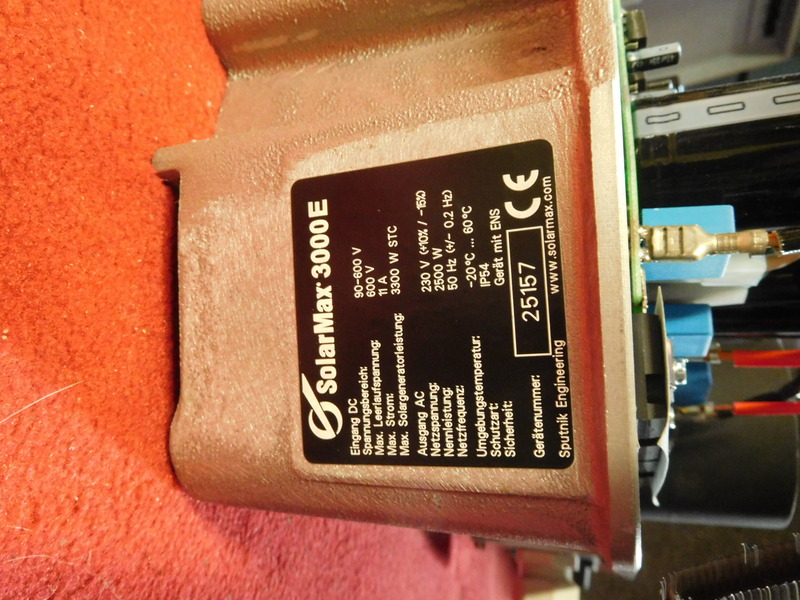 SolarMax® 3000E
Eingang DC
Spannungsbereich: 90-600 V
Max. Leerlaufspannung: 600 V
Max. Strom: 11 A
Max. Solargeneratorleistung: 3300 W STC
Ausgang AC
Netzspannung: 230 V (+10% / -15%)
Nennleistung: 2500 W
Netzfrequenz: 50 Hz (+/- 0.2 Hz)
Umgebungstemperatur: -20°C ... 60°C
Schutzart: IP54
Sicherheit: Gerät mit ENS
Gerätenummer: 25157 CE
Sputnik Engineering www.solarmax.com